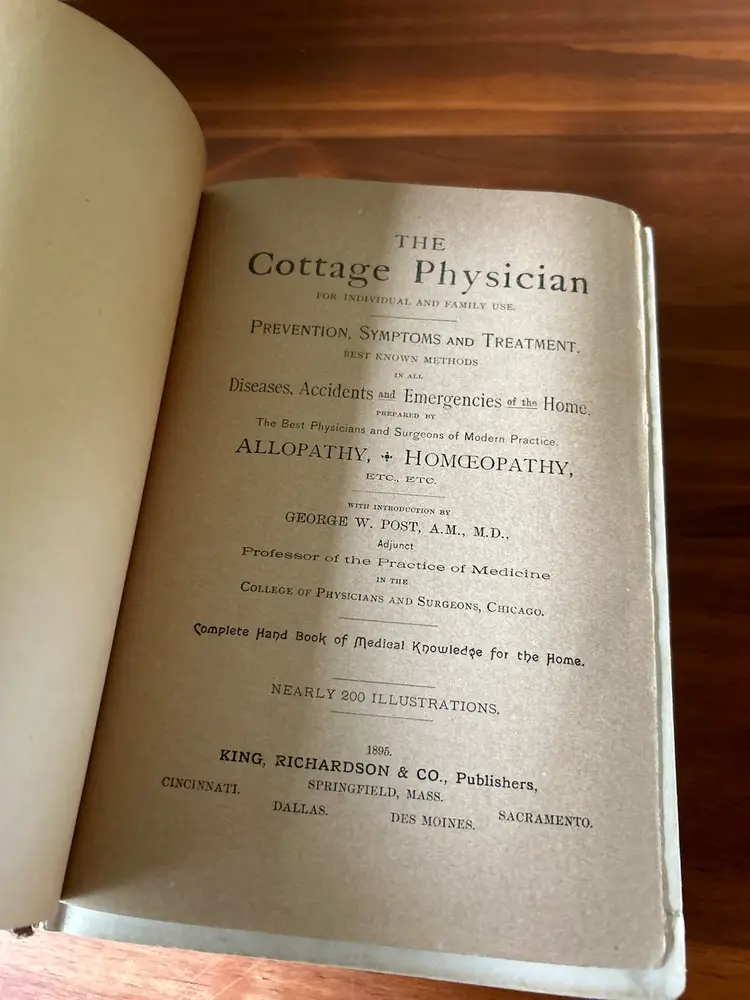 THE
Cottage Physician
FOR INDIVIDUAL AND FAMILY USE.
PREVENTION, SYMPTOMS AND TREATMENT.
BEST KNOWN METHODS
IN ALL
Diseases, Accidents and Emergencies of the Home.
PREPARED BY
The Best Physicians and Surgeons of Modern Practice.
ALLOPATHY, ✢ HOMŒOPATHY,
ETC., ETC.
WITH INTRODUCTION BY
GEORGE W. POST, A.M., M.D.,
Adjunct
Professor of the Practice of Medicine
IN THE
COLLEGE OF PHYSICIANS AND SURGEONS, CHICAGO.
Complete Hand Book of Medical Knowledge for the Home.
NEARLY 200 ILLUSTRATIONS.
1895.
KING, RICHARDSON & CO., Publishers,
CINCINNATI. SPRINGFIELD, MASS. SACRAMENTO.
DALLAS. DES MOINES.